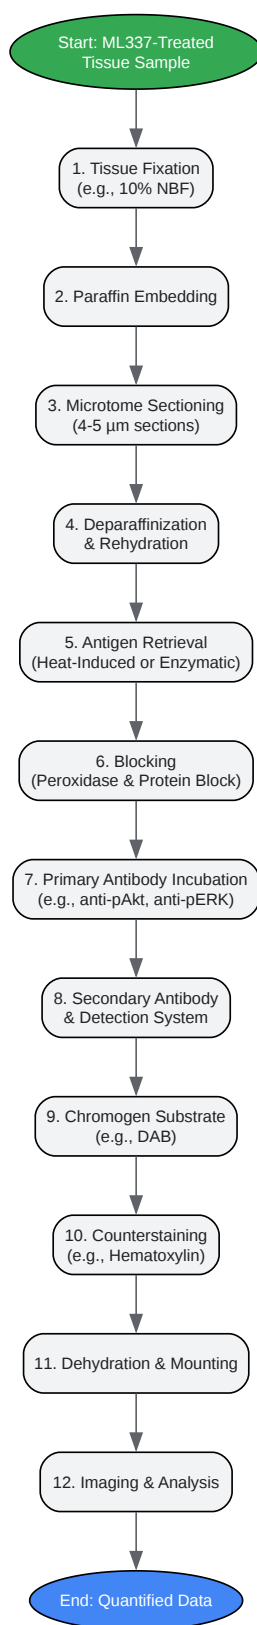 Start: ML337-Treated
Tissue Sample
1. Tissue Fixation
(e.g., 10% NBF)
2. Paraffin Embedding
3. Microtome Sectioning
(4-5 µm sections)
4. Deparaffinization
& Rehydration
5. Antigen Retrieval
(Heat-Induced or Enzymatic)
6. Blocking
(Peroxidase & Protein Block)
7. Primary Antibody Incubation
(e.g., anti-pAkt, anti-pERK)
8. Secondary Antibody
& Detection System
9. Chromogen Substrate
(e.g., DAB)
10. Counterstaining
(e.g., Hematoxylin)
11. Dehydration & Mounting
12. Imaging & Analysis
End: Quantified Data